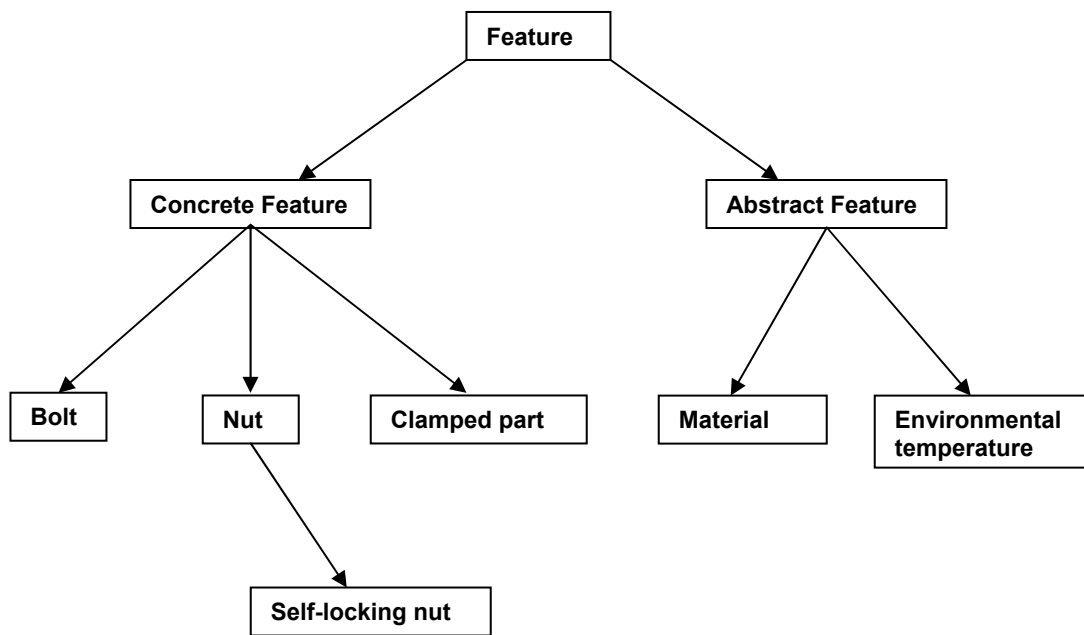 Feature
Concrete Feature
Abstract Feature
Bolt
Nut
Clamped part
Material
Environmental
temperature
Self-locking nut